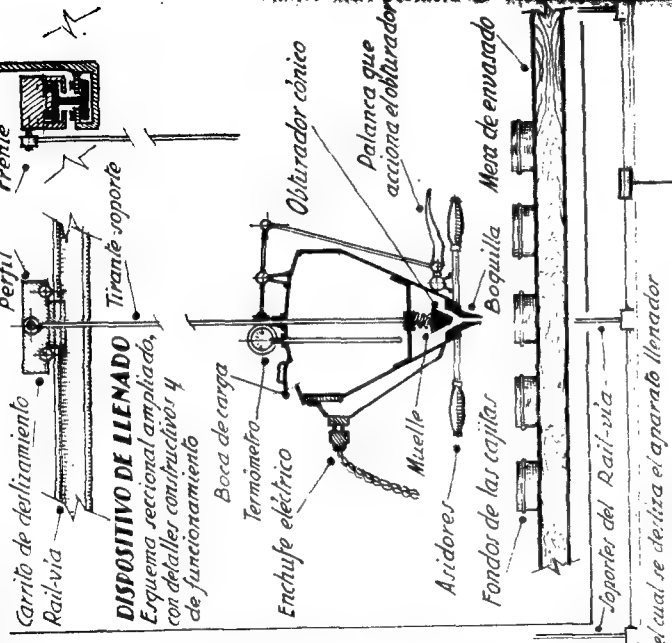 Frente
Perfil
Carrito de deslizamiento
Rail-vía
Tirante-soporte
DISPOSITIVO DE LLENADO
Esquema seccional ampliado,
con detalles constructivos y
de funcionamiento
Boca de carga
Termómetro
Enchufe eléctrico
Muelle
Asidores
Obturador cónico
Palanca que
acciona el obturador
Boquilla
Fondos de las cajitas
Mesa de envasado
Soportes del Rail-vía
el cual se desliza el aparato llenador